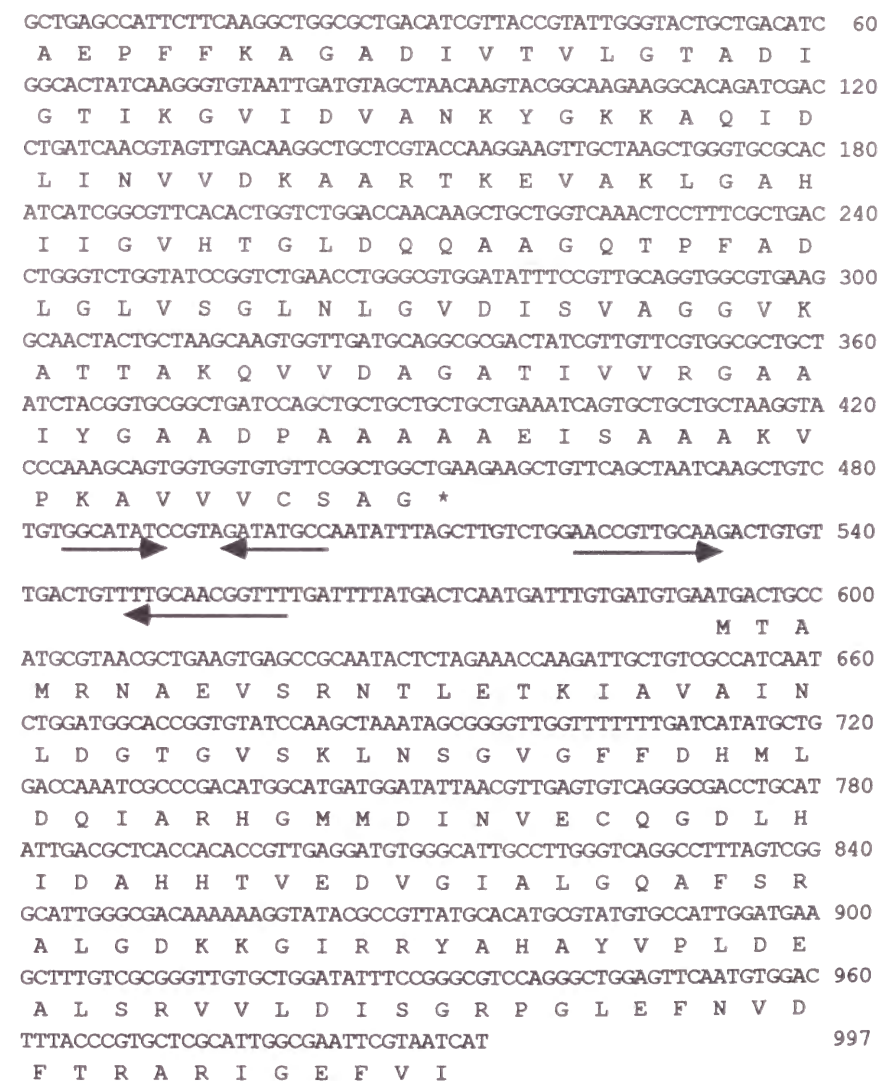 GCTGAGCCATTCTTCAAGGCTGGCGCTGACATCGTTACCGTATTGGGTACTGCTGACATC 60
A E P F F K A G A D I V T V L G T A D I
GGCACTATCAAGGGTGTAATTGATGTAGCTAACAAGTACGGCAAGAAGGCACAGATCGAC 120
G T I K G V I D V A N K Y G K K A Q I D
CTGATCAACGTAGTTGACAAGGCTGCTCGTACCAAGGAAGTTGCTAAGCTGGGTGCGCAC 180
L I N V V D K A A R T K E V A K L G A H
ATCATCGGCGTTCACACTGGTCTGGACCAACAAGCTGCTGGTCAAACTCCTTTCGCTGAC 240
I I G V H T G L D Q Q A A G Q T P F A D
CTGGGTCTGGTATCCGGTCTGAACCTGGGCGTGGATATTTCCGTTGCAGGTGGCGTGAAG 300
L G L V S G L N L G V D I S V A G G V K
GCAACTACTGCTAAGCAAGTGGTTGATGCAGGCGCGACTATCGTTGTTCGTGGCGCTGCT 360
A T T A K Q V V D A G A T I V V R G A A
ATCTACGGTGCGGCTGATCCAGCTGCTGCTGCTGCTGAAATCAGTGCTGCTGCTAAGGTA 420
I Y G A A D P A A A A A E I S A A A K V
CCCAAAGCAGTGGTGGTGTGTTCGGCTGGCTGAAGAAGCTGTTCAGCTAATCAAGCTGTC 480
P K A V V V C S A G *
TGTGGCATATCCGTAGATATGCCAATATTTAGCTTGTCTGGAACCGTTGCAAGACTGTGT 540
TGACTGTTTTGCAACGGTTTTGATTTTATGACTCAATGATTTGTGATGTGAATGACTGCC 600
M T A
ATGCGTAACGCTGAAGTGAGCCGCAATACTCTAGAAACCAAGATTGCTGTCGCCATCAAT 660
M R N A E V S R N T L E T K I A V A I N
CTGGATGGCACCGGTGTATCCAAGCTAAATAGCGGGGTTGGTTTTTTTGATCATATGCTG 720
L D G T G V S K L N S G V G F F D H M L
GACCAAATCGCCCGACATGGCATGATGGATATTAACGTTGAGTGTCAGGGCGACCTGCAT 780
D Q I A R H G M M D I N V E C Q G D L H
ATTGACGCTCACCACACCGTTGAGGATGTGGGCATTGCCTTGGGTCAGGCCTTTAGTCGG 840
I D A H H T V E D V G I A L G Q A F S R
GCATTGGGCGACAAAAAAGGTATACGCCGTTATGCACATGCGTATGTGCCATTGGATGAA 900
A L G D K K G I R R Y A H A Y V P L D E
GCTTTGTCGCGGGTTGTGCTGGATATTTCCGGGCGTCCAGGGCTGGAGTTCAATGTGGAC 960
A L S R V V L D I S G R P G L E F N V D
TTTACCCGTGCTCGCATTGGCGAATTCGTAATCAT 997
F T R A R I G E F V I